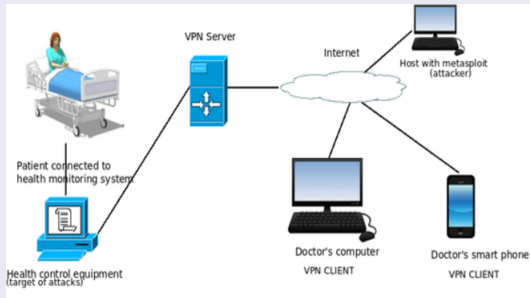 VPN Server
Internet
Host with metasploit
(attacker)
Patient connected to
health monitoring system
Doctor's computer
VPN CLIENT
Doctor's smart phone
VPN CLIENT
Health control equipment
(target of attacks)